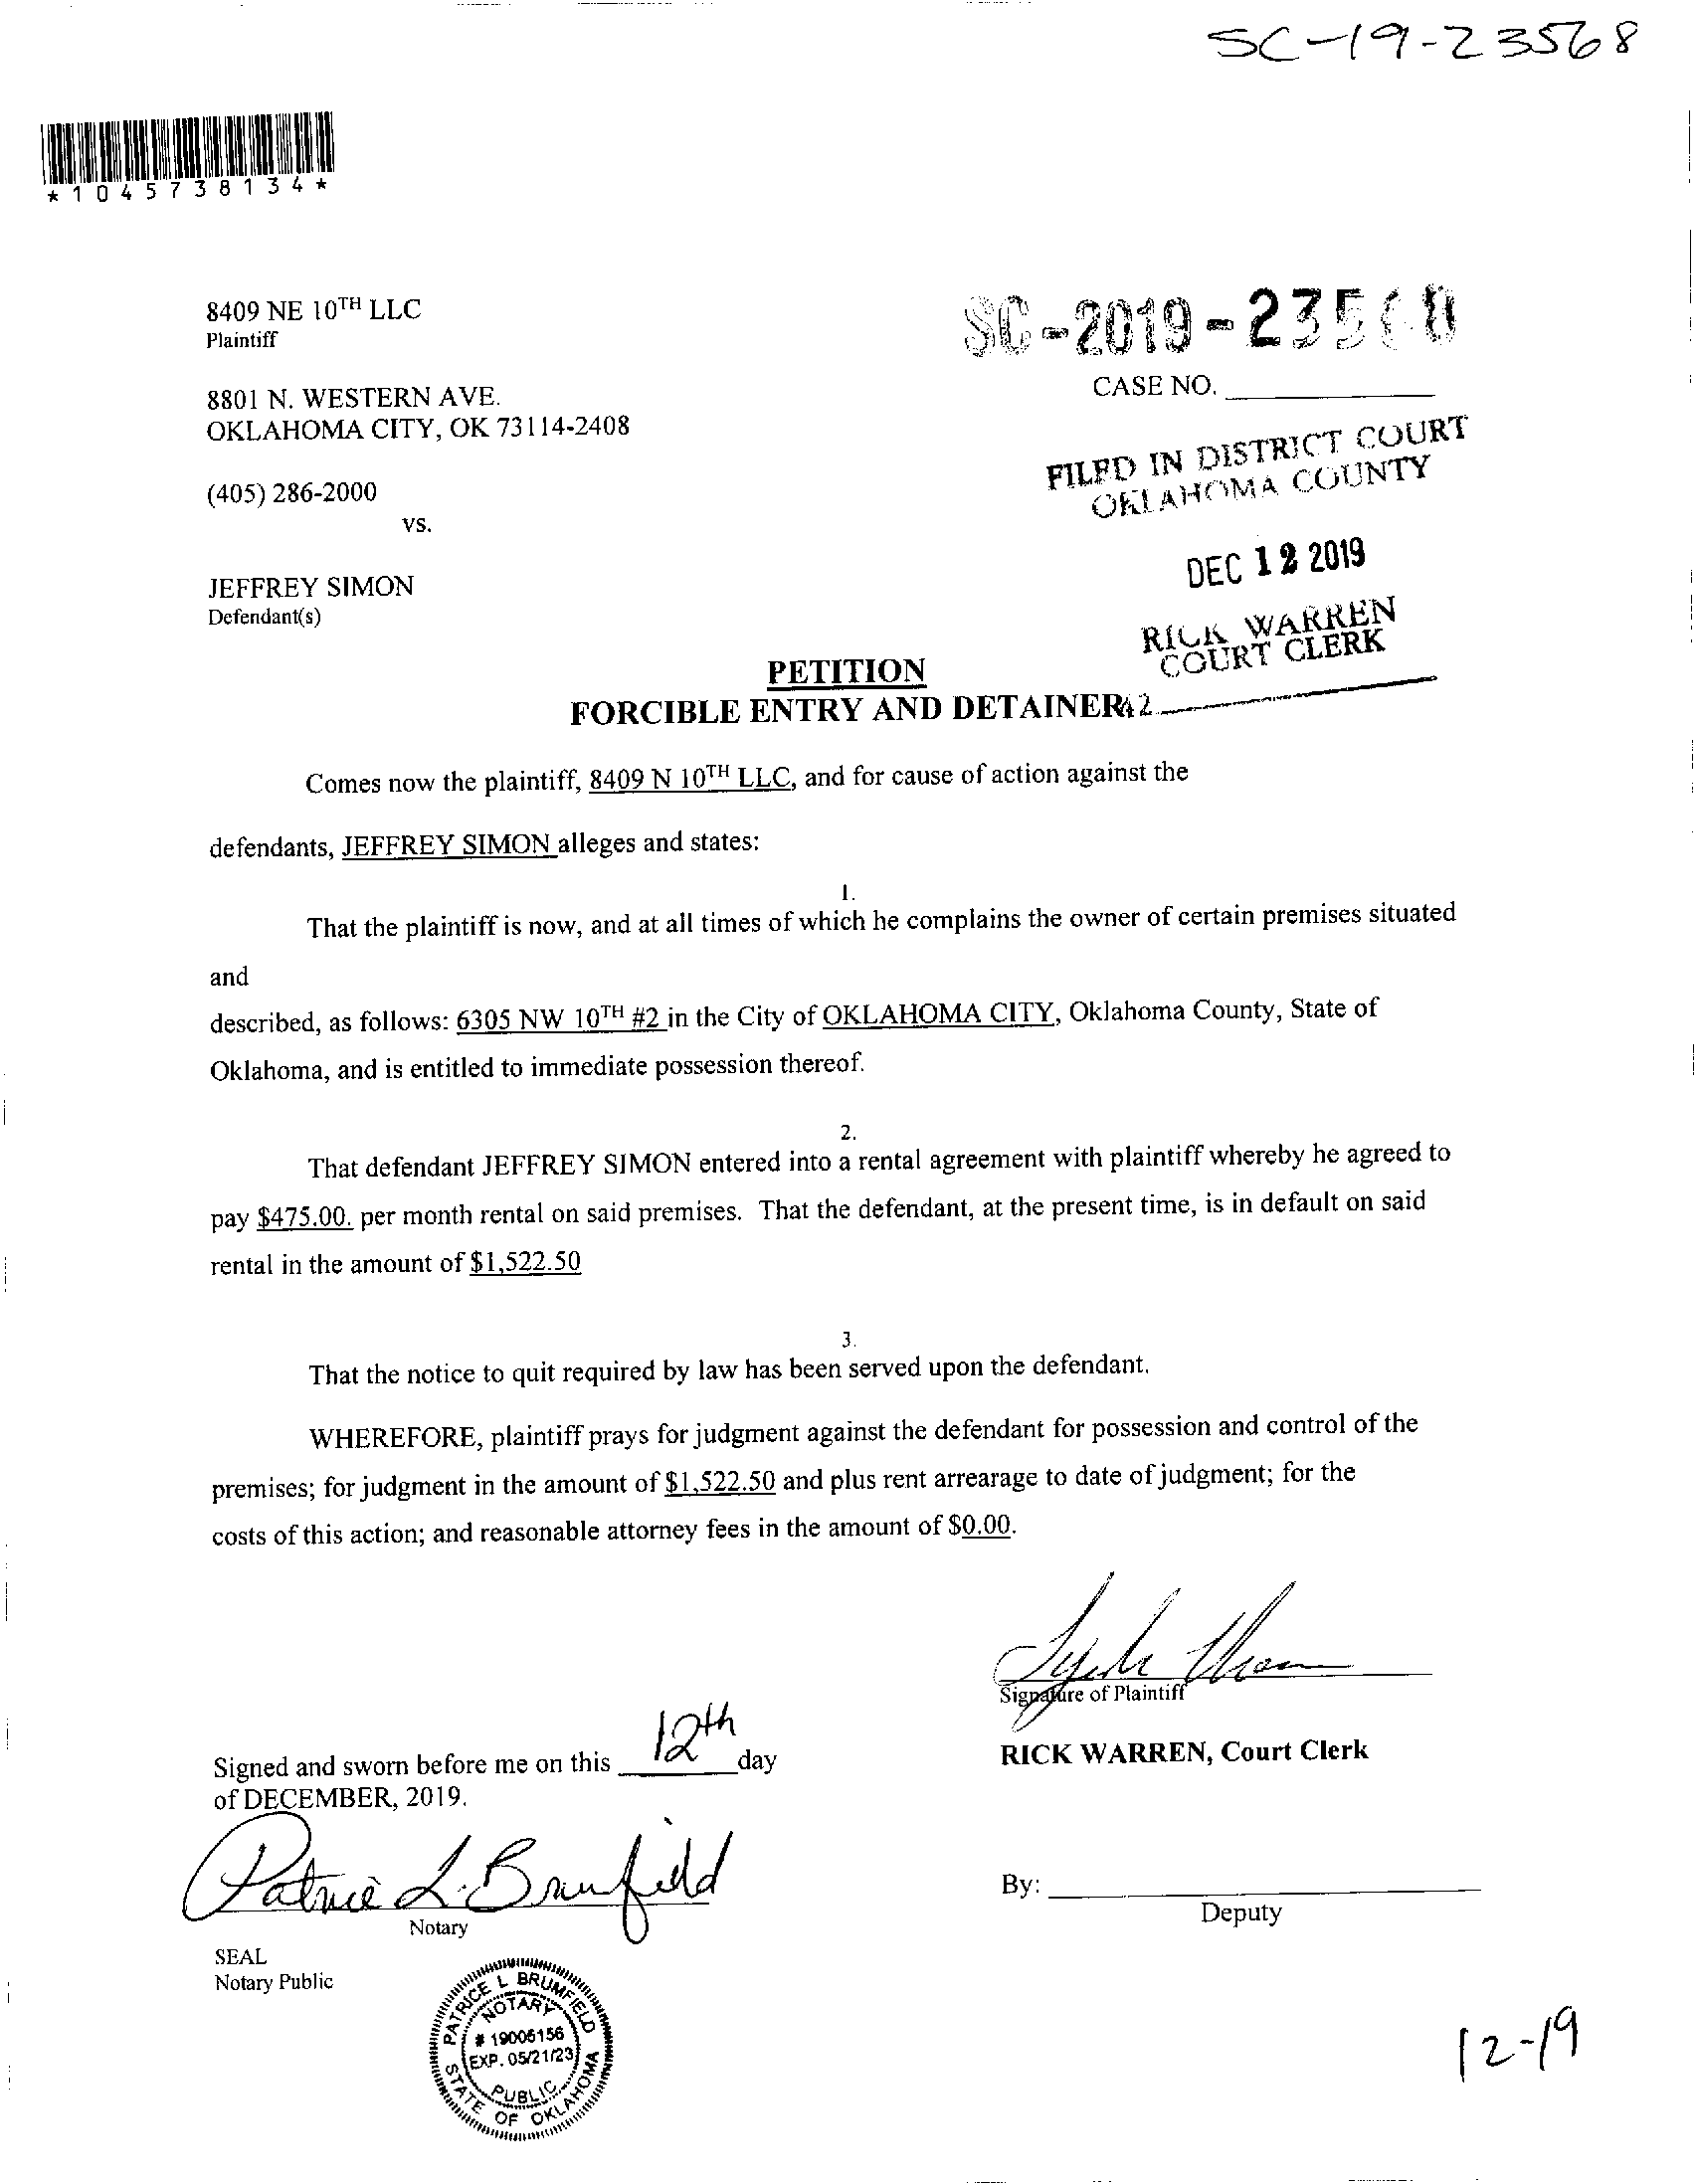 SC-19-23568
*1045738134*
8409 NE 10TH LLC
Plaintiff
SC-2019-23568
8801 N. WESTERN AVE.
CASE NO.
OKLAHOMA CITY, OK 73114-2408
FILED IN DISTRICT COURT
OKLAHOMA COUNTY
(405) 286-2000
vs.
DEC 12 2019
JEFFREY SIMON
Defendant(s)
RICK WARREN
COURT CLERK
PETITION
FORCIBLE ENTRY AND DETAINER
42
Comes now the plaintiff, 8409 N 10TH LLC, and for cause of action against the
defendants, JEFFREY SIMON alleges and states:
1.
That the plaintiff is now, and at all times of which he complains the owner of certain premises situated
and
described, as follows: 6305 NW 10TH #2 in the City of OKLAHOMA CITY, Oklahoma County, State of
Oklahoma, and is entitled to immediate possession thereof.
2.
That defendant JEFFREY SIMON entered into a rental agreement with plaintiff whereby he agreed to
pay $475.00. per month rental on said premises. That the defendant, at the present time, is in default on said
rental in the amount of $1,522.50
3.
That the notice to quit required by law has been served upon the defendant.
WHEREFORE, plaintiff prays for judgment against the defendant for possession and control of the
premises; for judgment in the amount of $1,522.50 and plus rent arrearage to date of judgment; for the
costs of this action; and reasonable attorney fees in the amount of $0.00.
Signature of Plaintiff
Signed and sworn before me on this 12th day
of DECEMBER, 2019.
RICK WARREN, Court Clerk
Patrice L. Brumfield
Notary
By:
Deputy
SEAL
Notary Public
PATRICE L BRUMFIELD
NOTARY
# 19005156
EXP. 05/21/23
PUBLIC
STATE OF OKLAHOMA
12-19